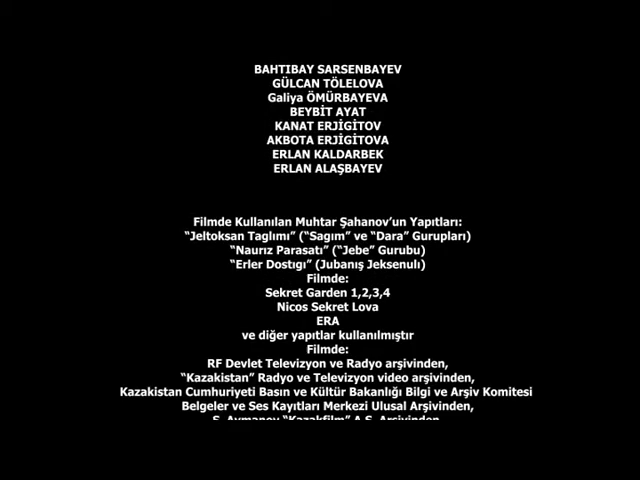 BAHTIBAY SARSENBAYEV
GÜLCAN TÖLELOVA
Galiya ÖMÜRBAYEVA
BEYBİT AYAT
KANAT ERJİGİTOV
AKBOTA ERJİGİTOVA
ERLAN KALDARBEK
ERLAN ALAŞBAYEV
Filmde Kullanılan Muhtar Şahanov’un Yapıtları:
“Jeltoksan Taglımı” (“Sagım” ve “Dara” Gurupları)
“Naurız Parasatı” (“Jebe” Gurubu)
“Erler Dostıgı” (Jubanış Jeksenulı)
Filmde:
Sekret Garden 1,2,3,4
Nicos Sekret Lova
ERA
ve diğer yapıtlar kullanılmıştır
Filmde:
RF Devlet Televizyon ve Radyo arşivinden,
“Kazakistan” Radyo ve Televizyon video arşivinden,
Kazakistan Cumhuriyeti Basın ve Kültür Bakanlığı Bilgi ve Arşiv Komitesi
Belgeler ve Ses Kayıtları Merkezi Ulusal Arşivinden,
S. Aymanov “Kazakfilm” A.Ş. Arşivinden